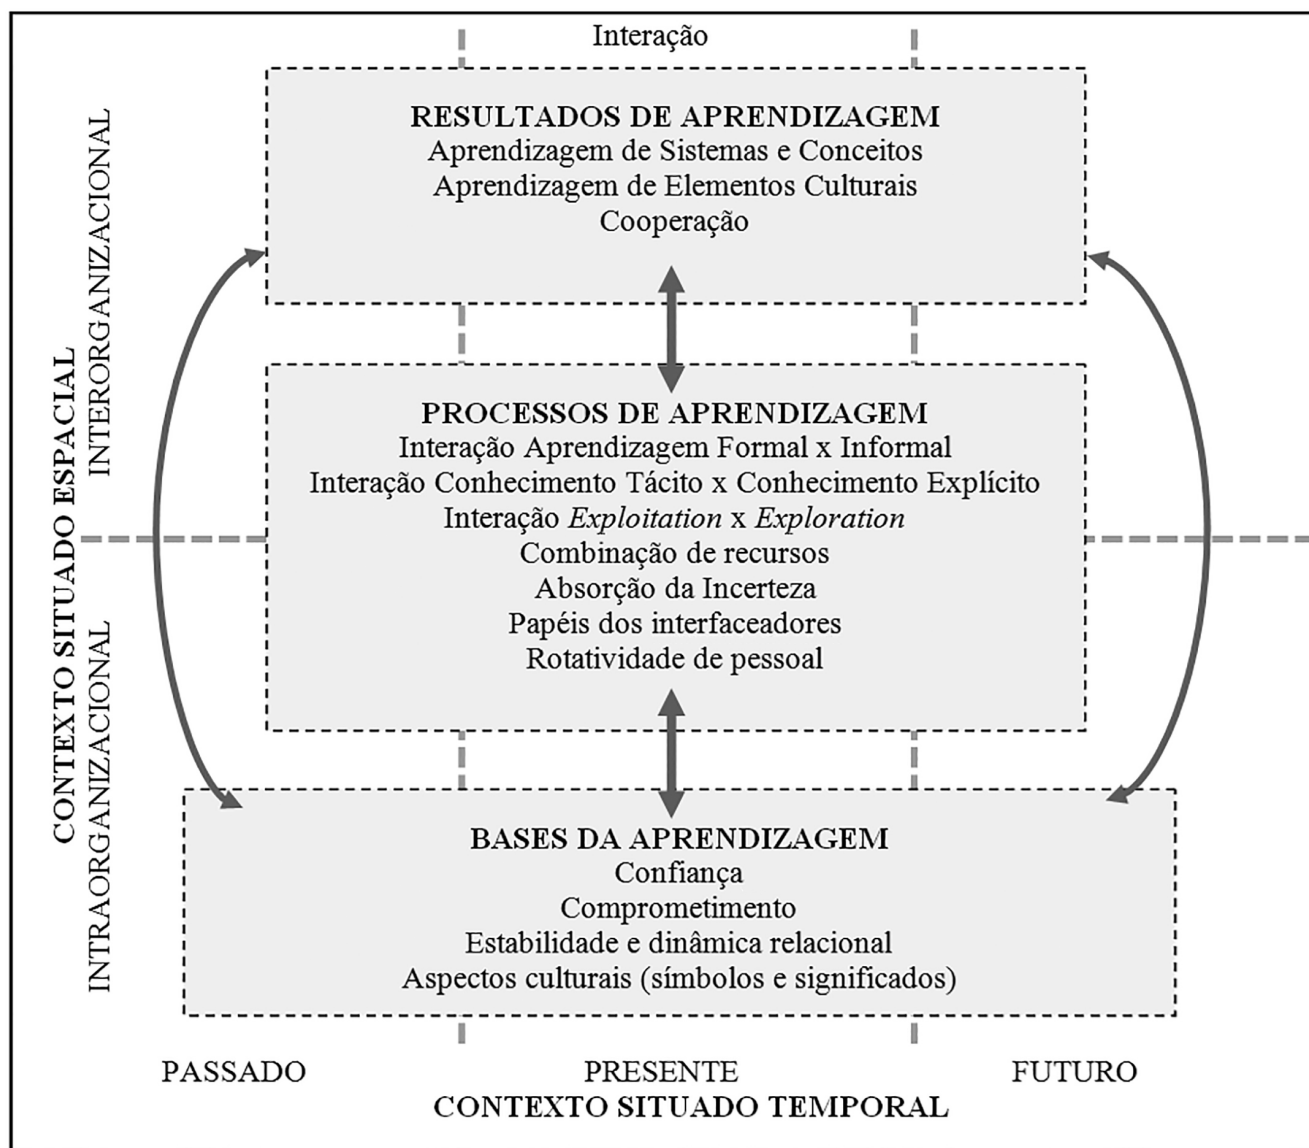 Interação
RESULTADOS DE APRENDIZAGEM
Aprendizagem de Sistemas e Conceitos
Aprendizagem de Elementos Culturais
Cooperação
PROCESSOS DE APRENDIZAGEM
Interação Aprendizagem Formal x Informal
Interação Conhecimento Tácito x Conhecimento Explícito
Interação Exploitation x Exploration
Combinação de recursos
Absorção da Incerteza
Papéis dos interfaceadores
Rotatividade de pessoal
BASES DA APRENDIZAGEM
Confiança
Comprometimento
Estabilidade e dinâmica relacional
Aspectos culturais (símbolos e significados)
CONTEXTO SITUADO ESPACIAL
INTERORGANIZACIONAL
INTRAORGANIZACIONAL
PASSADO
PRESENTE
FUTURO
CONTEXTO SITUADO TEMPORAL